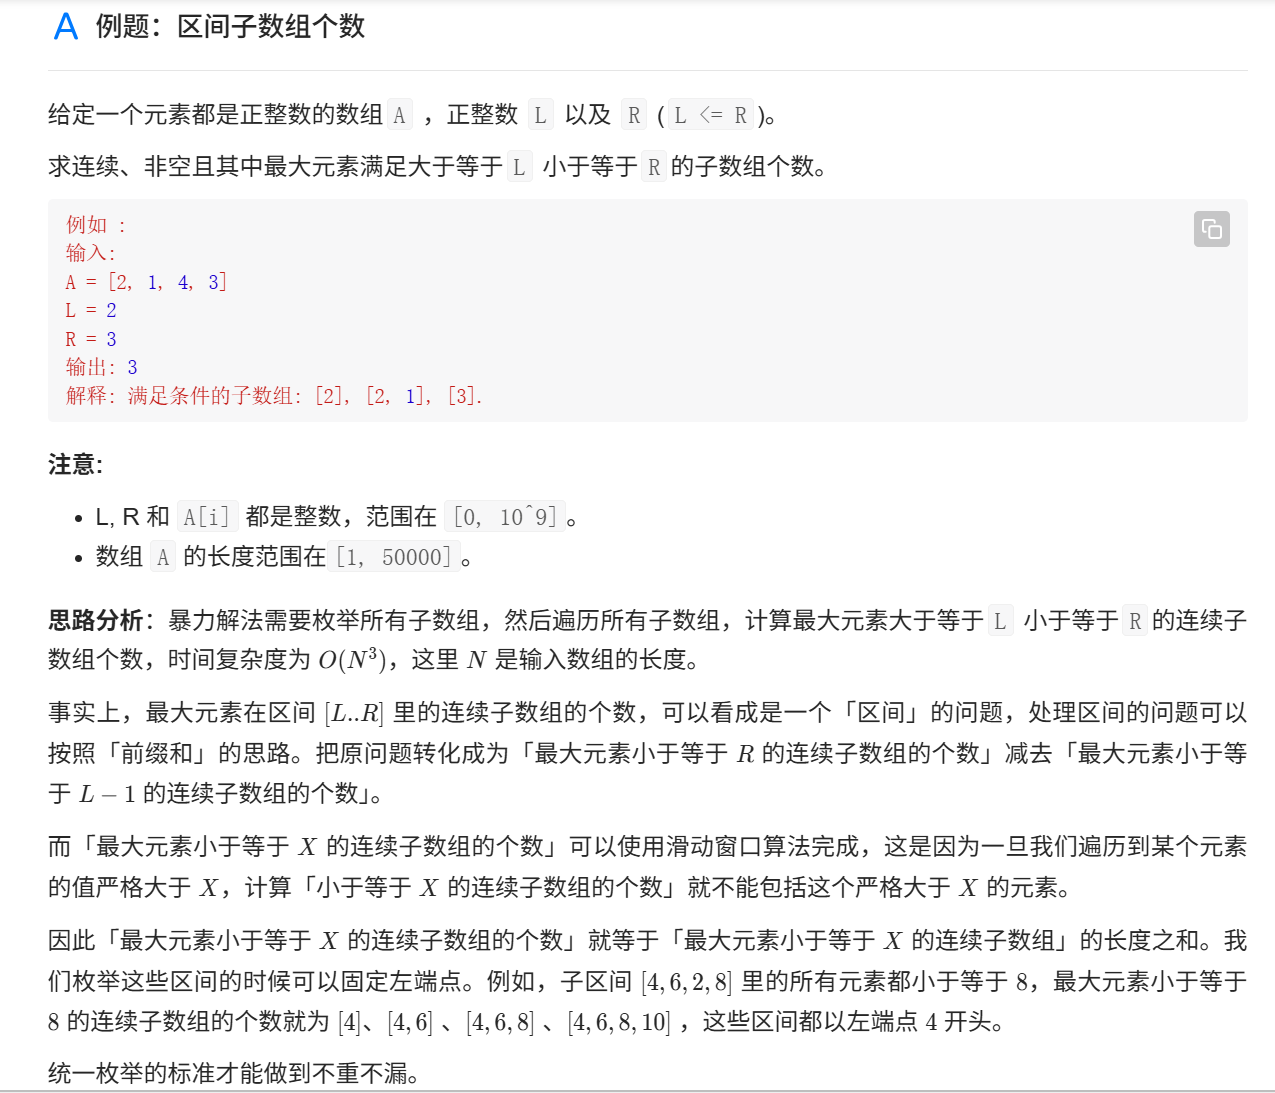 A 例题：区间子数组个数
给定一个元素都是正整数的数组 A ，正整数 L 以及 R ( L <= R )。
求连续、非空且其中最大元素满足大于等于 L 小于等于 R 的子数组个数。
例如 :
输入:
A = [2, 1, 4, 3]
L = 2
R = 3
输出: 3
解释: 满足条件的子数组: [2], [2, 1], [3].
注意:
• L, R 和 A[i] 都是整数，范围在 [0, 10^9] 。
• 数组 A 的长度范围在 [1, 50000] 。
思路分析：暴力解法需要枚举所有子数组，然后遍历所有子数组，计算最大元素大于等于 L 小于等于 R 的连续子
数组个数，时间复杂度为 O(N³)，这里 N 是输入数组的长度。
事实上，最大元素在区间 [L..R] 里的连续子数组的个数，可以看成是一个「区间」的问题，处理区间的问题可以
按照「前缀和」的思路。把原问题转化成为「最大元素小于等于 R 的连续子数组的个数」减去「最大元素小于等
于 L − 1 的连续子数组的个数」。
而「最大元素小于等于 X 的连续子数组的个数」可以使用滑动窗口算法完成，这是因为一旦我们遍历到某个元素
的值严格大于 X，计算「小于等于 X 的连续子数组的个数」就不能包括这个严格大于 X 的元素。
因此「最大元素小于等于 X 的连续子数组的个数」就等于「最大元素小于等于 X 的连续子数组」的长度之和。我
们枚举这些区间的时候可以固定左端点。例如，子区间 [4, 6, 2, 8] 里的所有元素都小于等于 8，最大元素小于等于
8 的连续子数组的个数就为 [4]、[4, 6] 、[4, 6, 8] 、[4, 6, 8, 10] ，这些区间都以左端点 4 开头。
统一枚举的标准才能做到不重不漏。